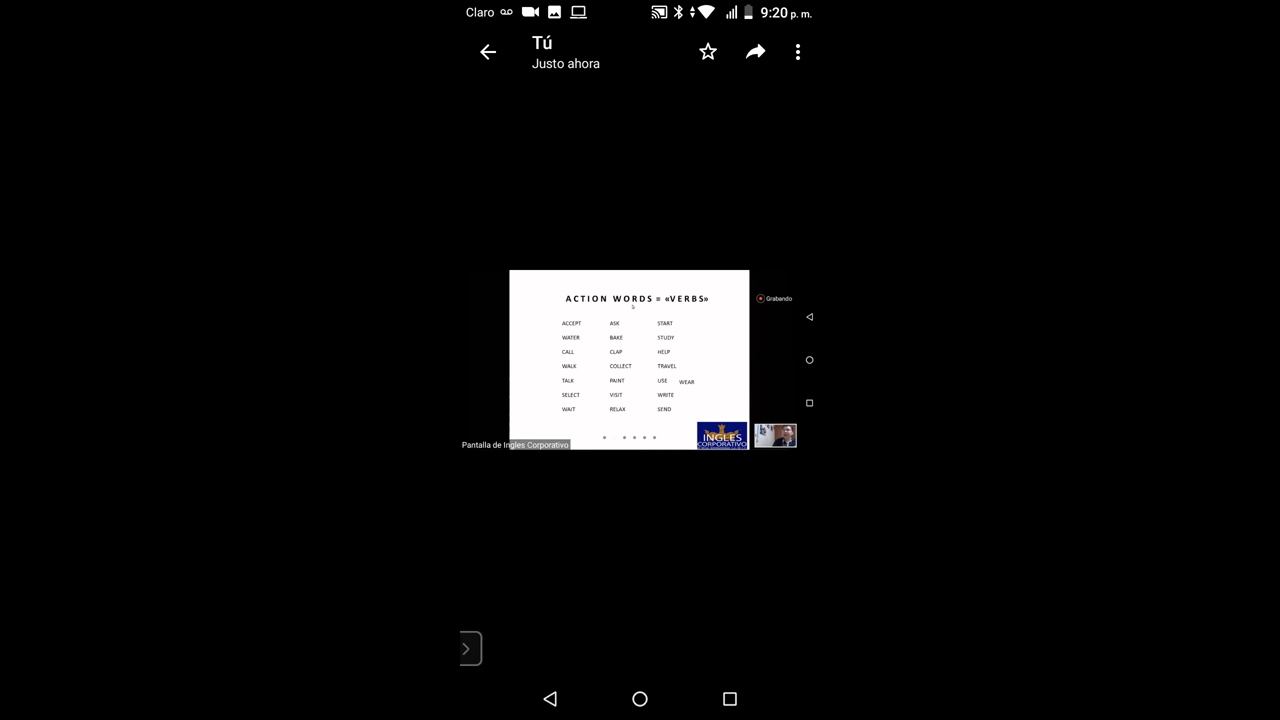 Claro 9:20 p. m.
Tú
Justo ahora
ACTION WORDS = «VERBS»
Grabando
ACCEPT ASK START
WATER BAKE STUDY
CALL CLAP HELP
WALK COLLECT TRAVEL
TALK PAINT USE WEAR
SELECT VISIT WRITE
WAIT RELAX SEND
INGLES
CORPORATIVO
Pantalla de Ingles Corporativo